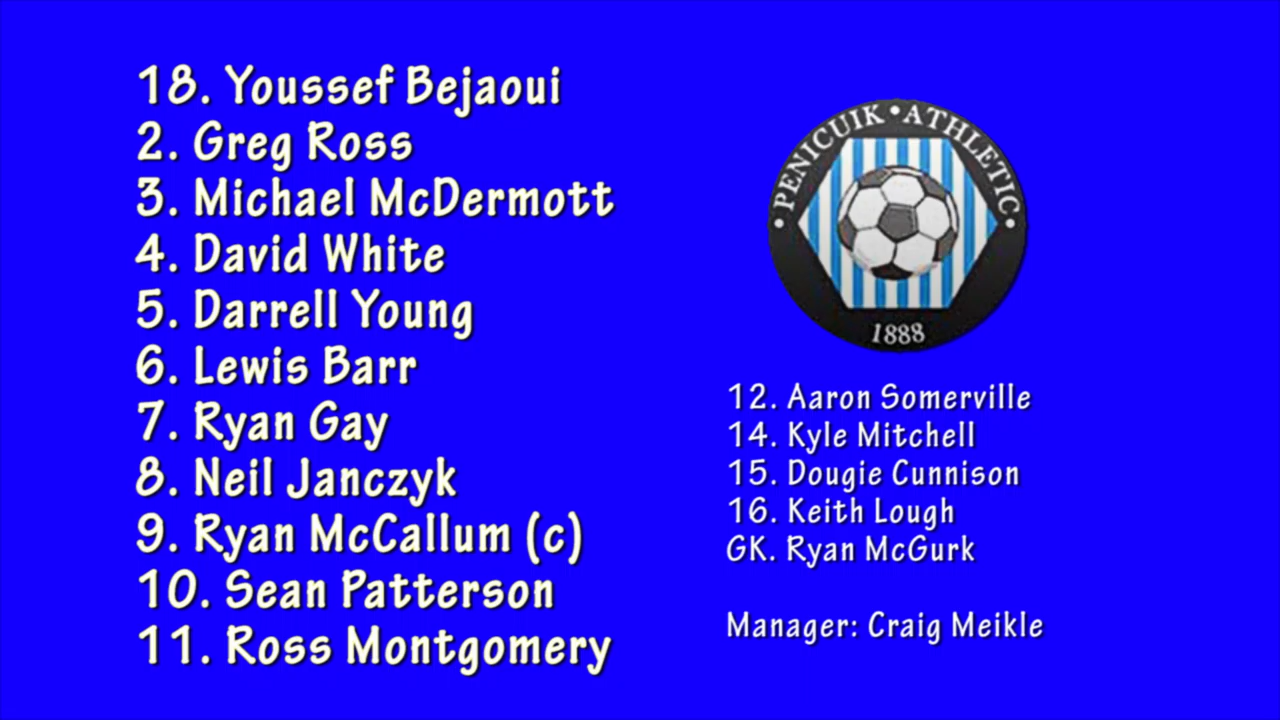 18. Youssef Bejaoui
2. Greg Ross
3. Michael McDermott
4. David White
5. Darrell Young
6. Lewis Barr
7. Ryan Gay
8. Neil Janczyk
9. Ryan McCallum (c)
10. Sean Patterson
11. Ross Montgomery
• PENICUIK • ATHLETIC •
1888
12. Aaron Somerville
14. Kyle Mitchell
15. Dougie Cunnison
16. Keith Lough
GK. Ryan McGurk
Manager: Craig Meikle